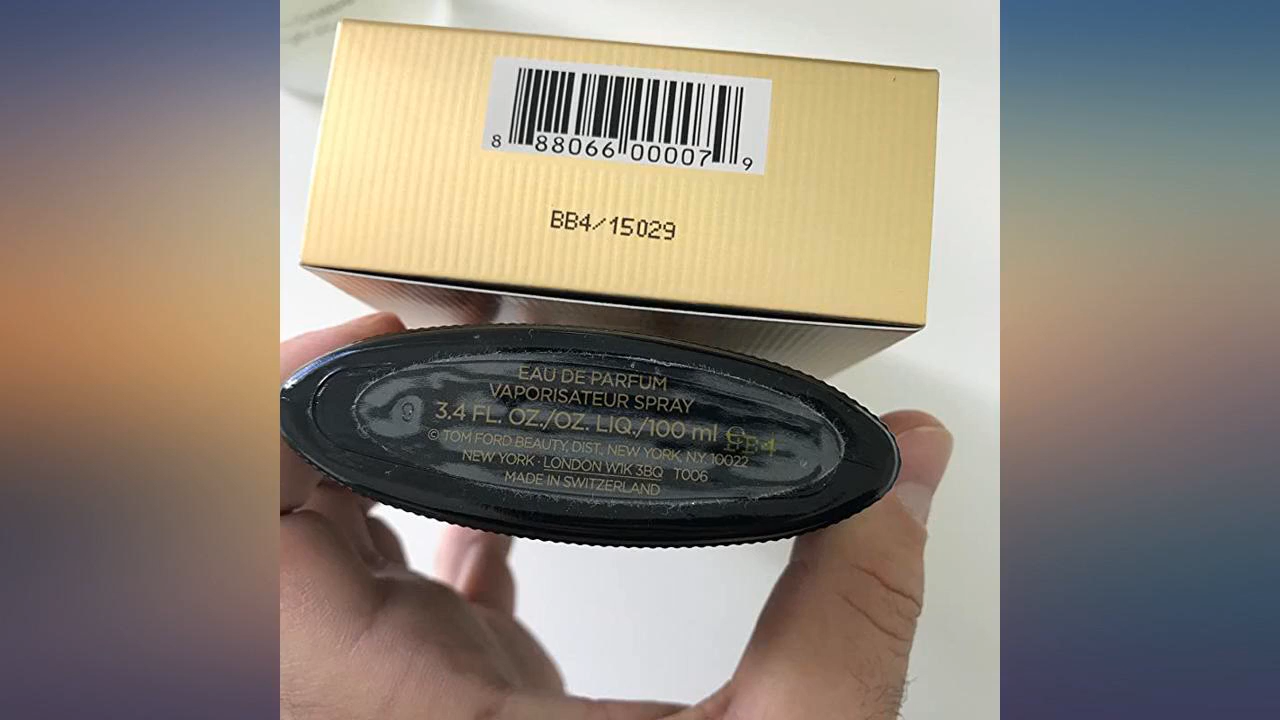 8 88066 00007 9
BB4/15029
EAU DE PARFUM
VAPORISATEUR SPRAY
3.4 FL. OZ./OZ. LIQ./100 ml
BB4
© TOM FORD BEAUTY, DIST., NEW YORK, NY 10022
NEW YORK · LONDON W1K 3BQ T006
MADE IN SWITZERLAND